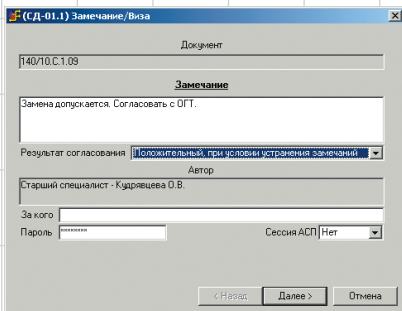 (СД-01.1) Замечание/Виза
Документ
140/10.С.1.09
Замечание
Замена допускается. Согласовать с ОГТ.
Результат согласования Положительный, при условии устранения замечаний
Автор
Старший специалист - Кудрявцева О.В.
За кого
Пароль ******** Сессия АСП Нет
< Назад Далее > Отмена